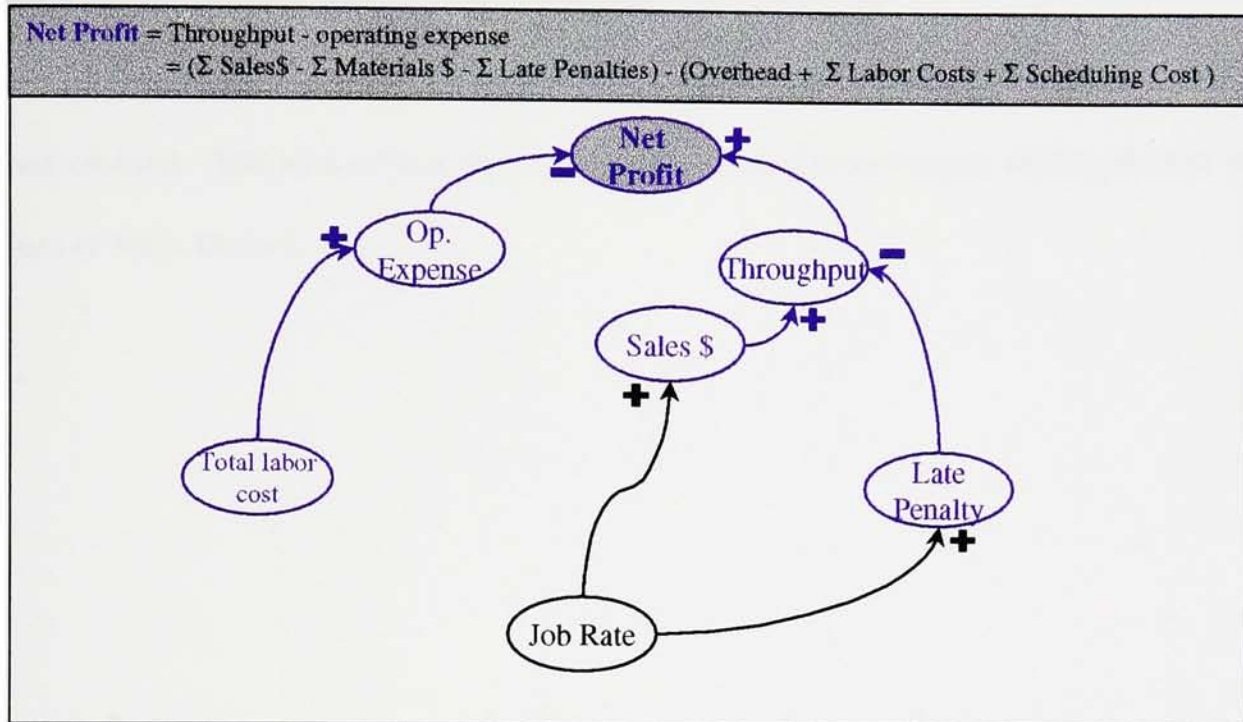 Net Profit = Throughput - operating expense
= (Σ Sales$ - Σ Materials $ - Σ Late Penalties) - (Overhead + Σ Labor Costs + Σ Scheduling Cost )
Net
Profit
+
-
Op.
Expense
+
Throughput
-
+
Sales $
+
Total labor
cost
Late
Penalty
+
Job Rate